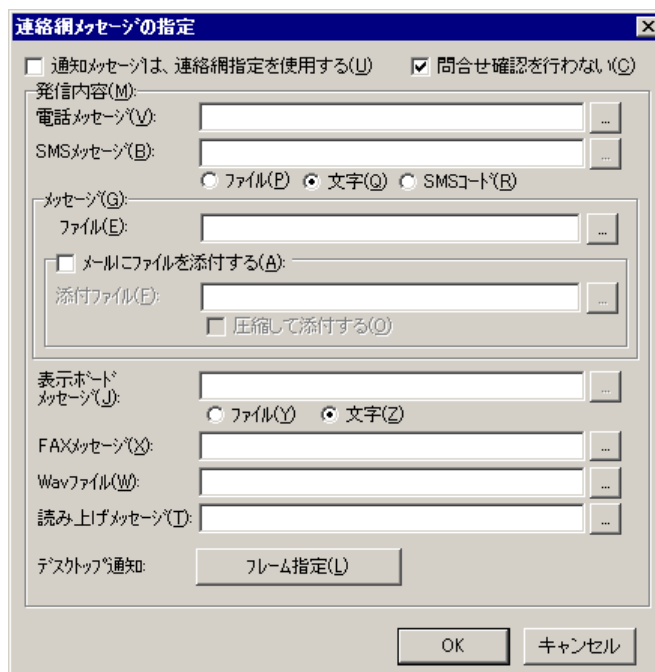 連絡網ﾒｯｾｰｼﾞの指定
通知ﾒｯｾｰｼﾞは、連絡網指定を使用する(U) 問合せ確認を行わない(C)
発信内容(M):
電話ﾒｯｾｰｼﾞ(V): ...
SMSﾒｯｾｰｼﾞ(B): ...
ﾌｧｲﾙ(P) 文字(Q) SMSｺｰﾄﾞ(R)
ﾒｯｾｰｼﾞ(G):
ﾌｧｲﾙ(E): ...
ﾒｰﾙにﾌｧｲﾙを添付する(A):
添付ﾌｧｲﾙ(F): ...
圧縮して添付する(O)
表示ﾎﾞｰﾄﾞ
ﾒｯｾｰｼﾞ(J): ...
ﾌｧｲﾙ(Y) 文字(Z)
FAXﾒｯｾｰｼﾞ(X): ...
Wavﾌｧｲﾙ(W): ...
読み上げﾒｯｾｰｼﾞ(T): ...
ﾃﾞｽｸﾄｯﾌﾟ通知: ﾌﾚｰﾑ指定(L)
OK キャンセル